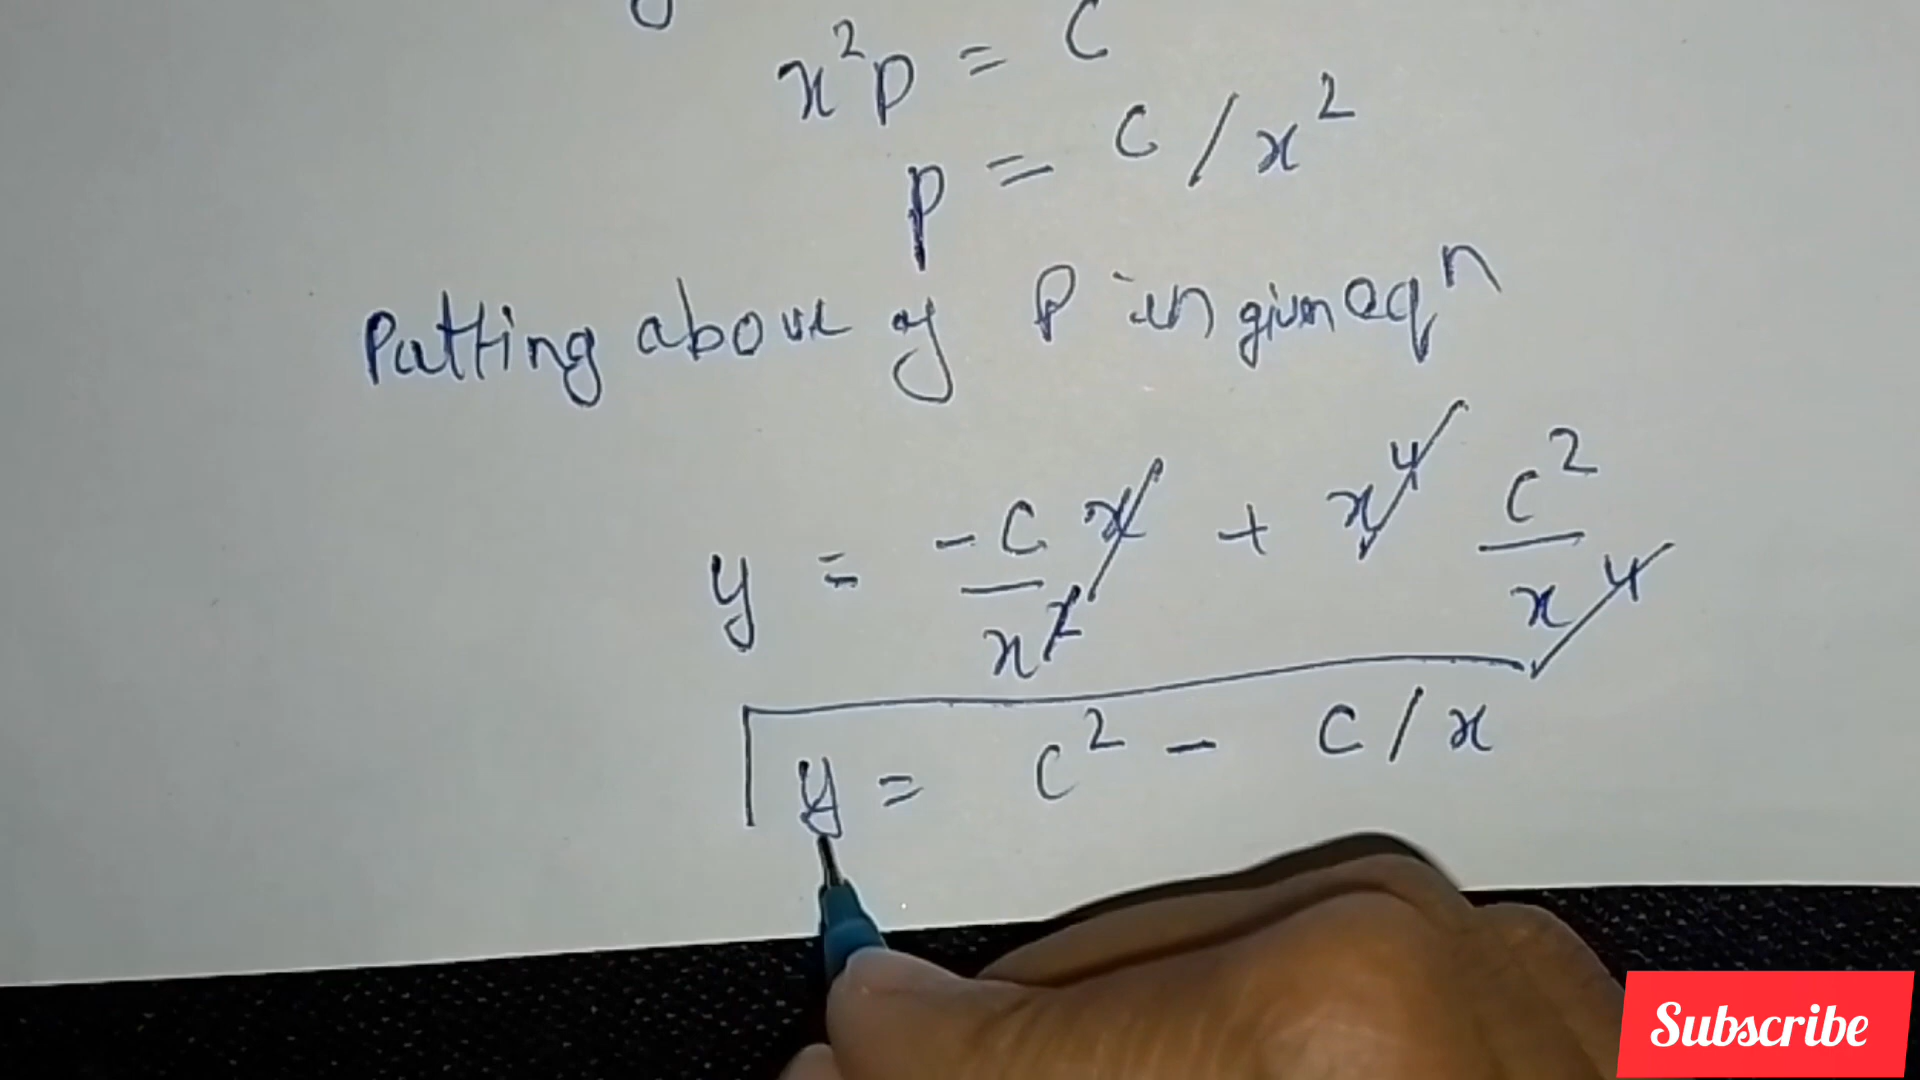 x²p = c
p = c/x²
Putting above of P in given eqⁿ
y = -c x / x² + x⁴ c² / x⁴
y = c² - c/x
Subscribe